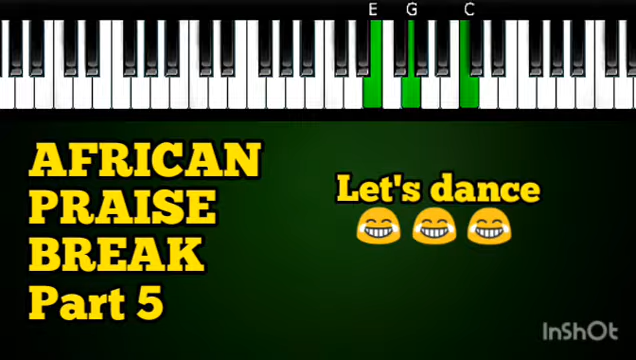 E G C
AFRICAN
PRAISE
BREAK
Part 5
Let's dance
InShOt